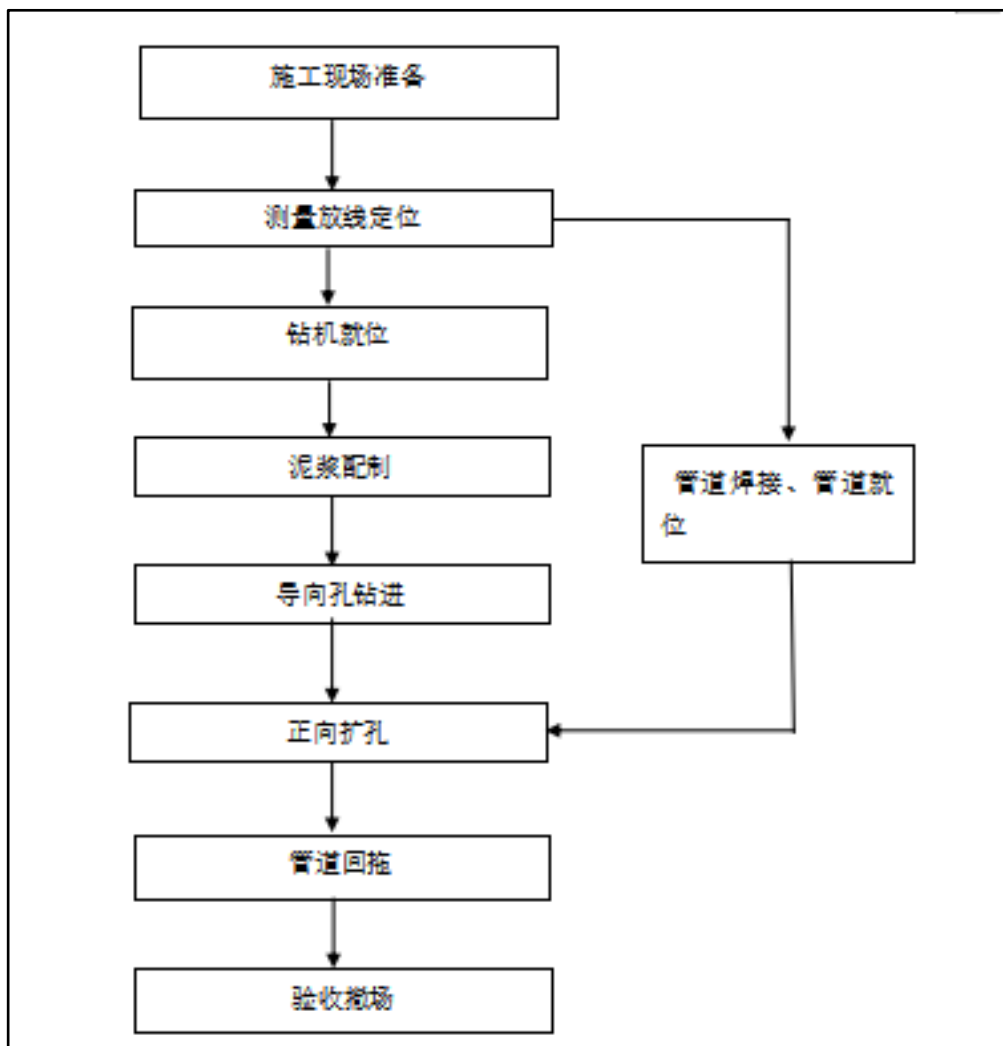 施工现场准备
测量放线定位
钻机就位
泥浆配制
管道焊接、管道就
位
导向孔钻进
正向扩孔
管道回拖
验收撤场